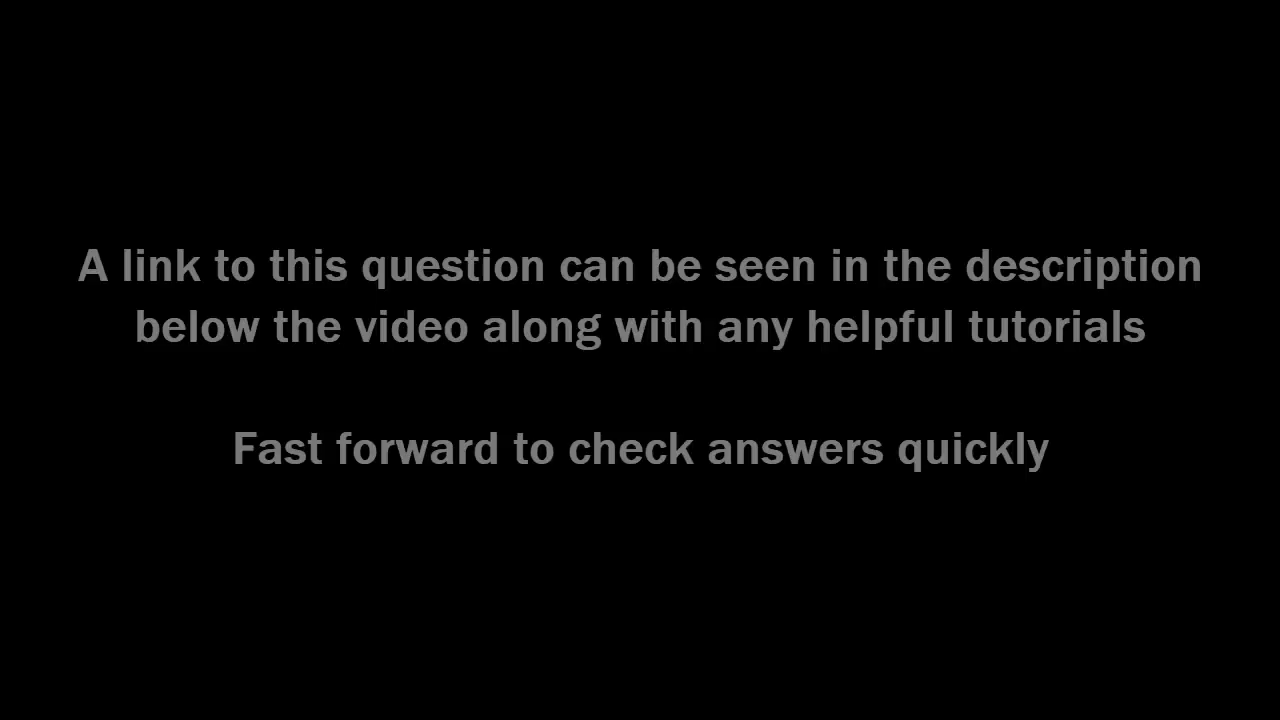 A link to this question can be seen in the description
below the video along with any helpful tutorials
Fast forward to check answers quickly